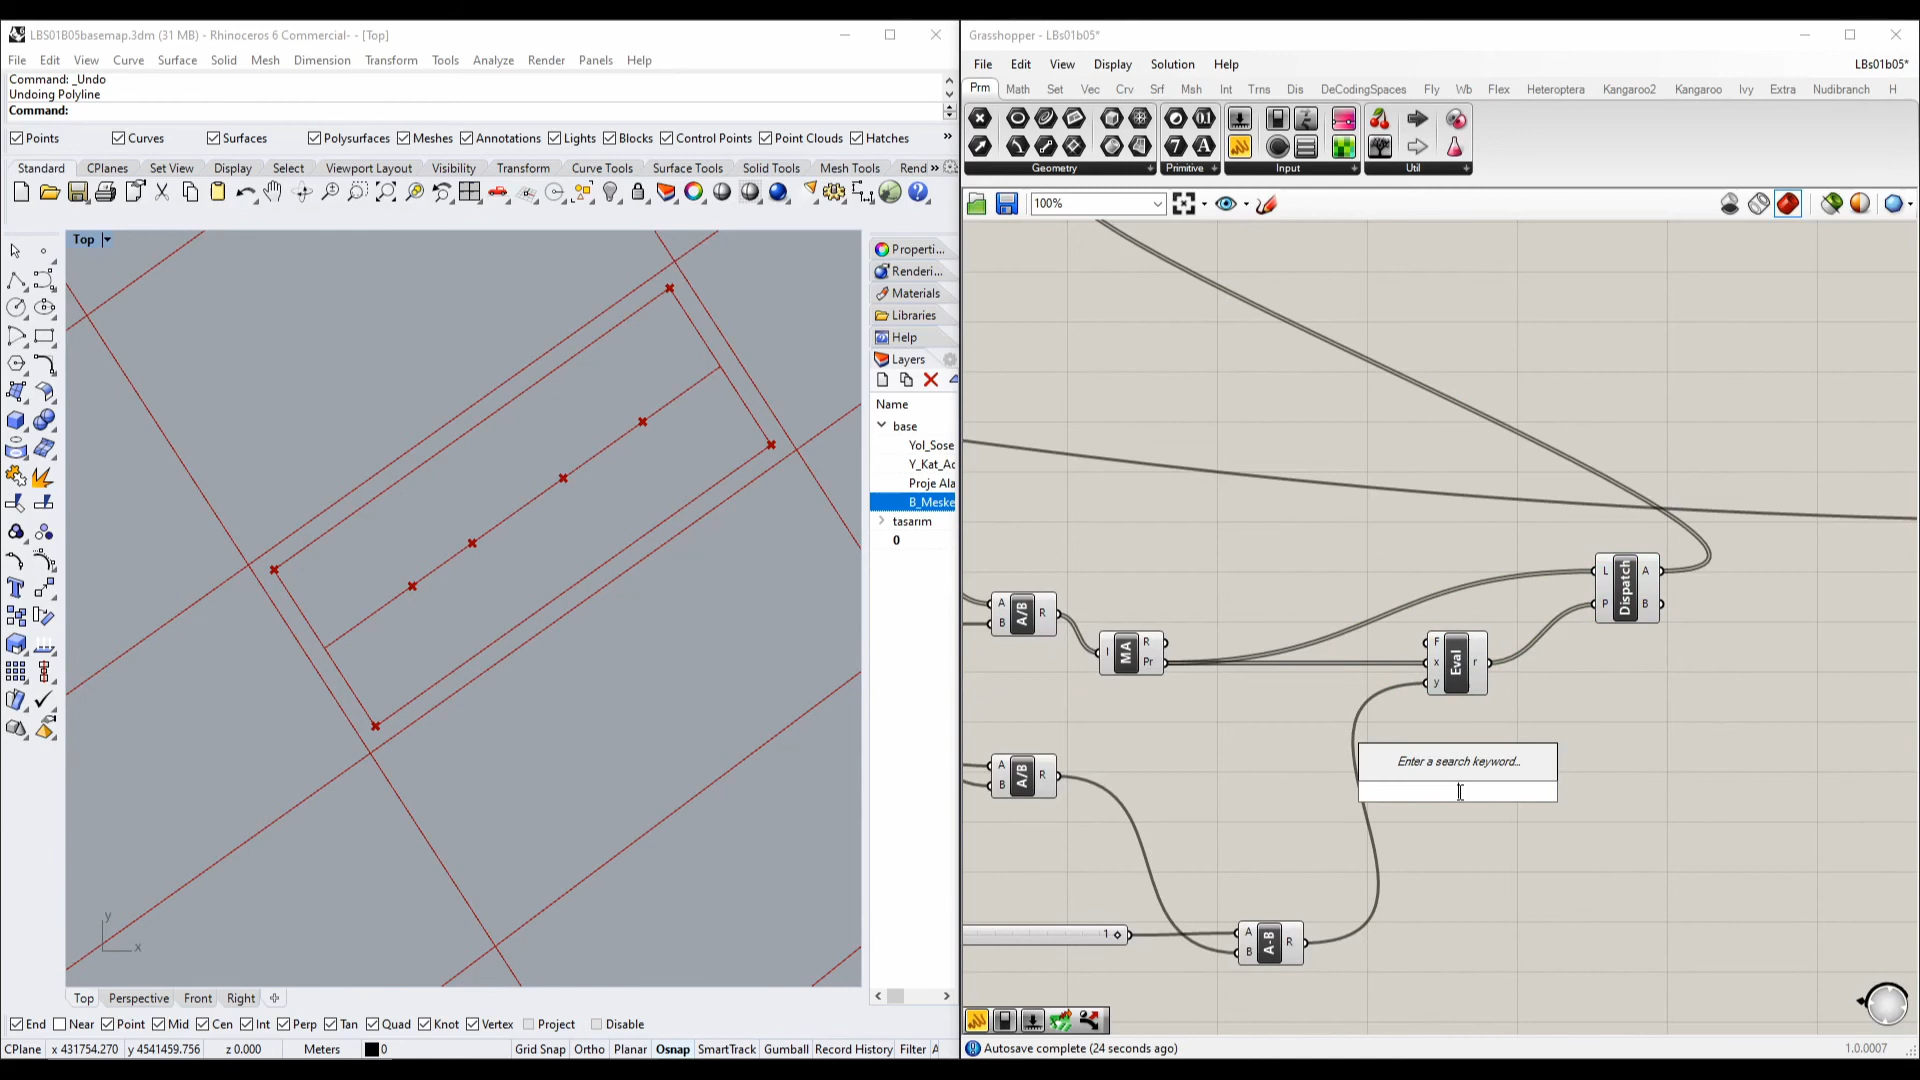 LBS01B05basemap.3dm (31 MB) - Rhinoceros 6 Commercial- - [Top]
File Edit View Curve Surface Solid Mesh Dimension Transform Tools Analyze Render Panels Help
Command: _Undo
Undoing Polyline
Command:
Points Curves Surfaces Polysurfaces Meshes Annotations Lights Blocks Control Points Point Clouds Hatches »
Standard CPlanes Set View Display Select Viewport Layout Visibility Transform Curve Tools Surface Tools Solid Tools Mesh Tools Rend »
Top
Properti...
Renderi...
Materials
Libraries
Help
Layers
Name
base
Yol_Sose
Y_Kat_Ac
Proje Ala
B_Meske
tasarım
0
y
x
Top Perspective Front Right
End Near Point Mid Cen Int Perp Tan Quad Knot Vertex Project Disable
CPlane x 431754.270 y 4541459.756 z 0.000 Meters 0 Grid Snap Ortho Planar Osnap SmartTrack Gumball Record History Filter A
Grasshopper - LBs01b05*
File Edit View Display Solution Help LBs01b05*
Prm Math Set Vec Crv Srf Msh Int Trns Dis DeCodingSpaces Fly Wb Flex Heteroptera Kangaroo2 Kangaroo Ivy Extra Nudibranch H
Geometry Primitive Input Util
100%
L P Dispatch A B
A B A/B R
I MA R Pr
F x y Eval r
Enter a search keyword...
A B A/B R
1
A B A-B R
Autosave complete (24 seconds ago) 1.0.0007